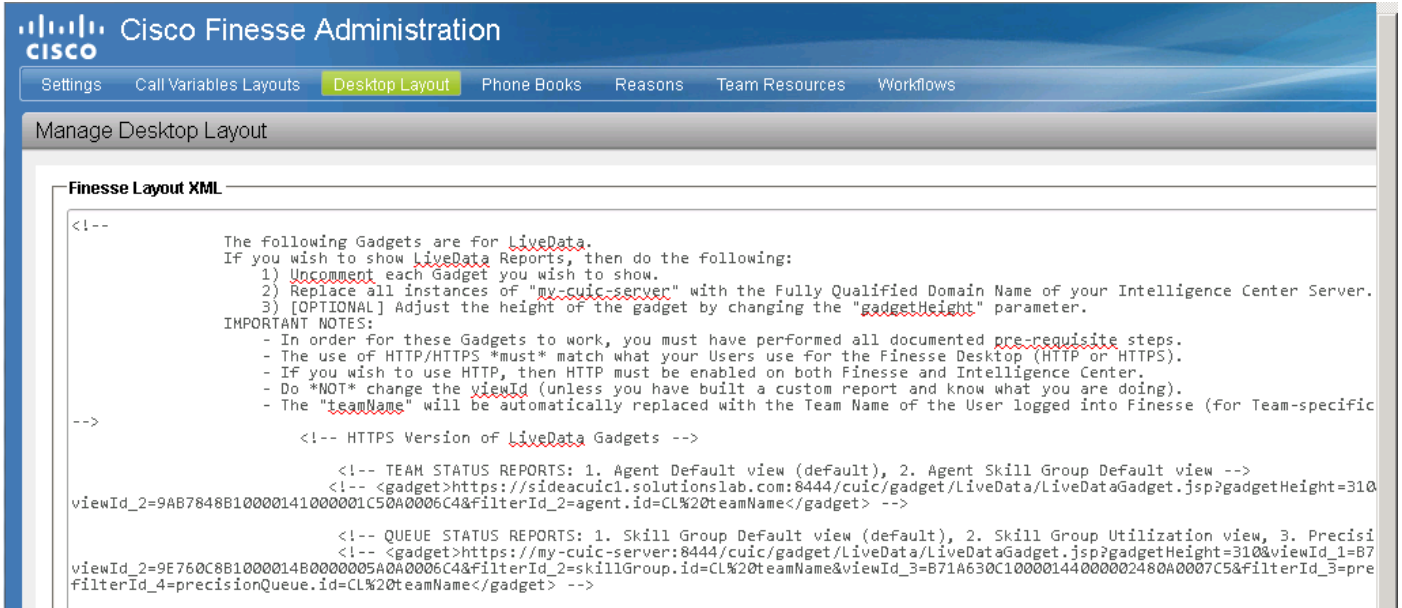 CISCO Cisco Finesse Administration
Settings Call Variables Layouts Desktop Layout Phone Books Reasons Team Resources Workflows
Manage Desktop Layout
Finesse Layout XML
<!--
The following Gadgets are for LiveData.
If you wish to show LiveData Reports, then do the following:
1) Uncomment each Gadget you wish to show.
2) Replace all instances of "my-cuic-server" with the Fully Qualified Domain Name of your Intelligence Center Server.
3) [OPTIONAL] Adjust the height of the gadget by changing the "gadgetHeight" parameter.
IMPORTANT NOTES:
- In order for these Gadgets to work, you must have performed all documented pre-requisite steps.
- The use of HTTP/HTTPS *must* match what your Users use for the Finesse Desktop (HTTP or HTTPS).
- If you wish to use HTTP, then HTTP must be enabled on both Finesse and Intelligence Center.
- Do *NOT* change the viewId (unless you have built a custom report and know what you are doing).
- The "teamName" will be automatically replaced with the Team Name of the User logged into Finesse (for Team-specific
-->
<!-- HTTPS Version of LiveData Gadgets -->
<!-- TEAM STATUS REPORTS: 1. Agent Default view (default), 2. Agent Skill Group Default view -->
<!-- <gadget>https://sideacuic1.solutionslab.com:8444/cuic/gadget/LiveData/LiveDataGadget.jsp?gadgetHeight=310&
viewId_2=9AB7848B10000141000001C50A0006C4&filterId_2=agent.id=CL%20teamName</gadget> -->
<!-- QUEUE STATUS REPORTS: 1. Skill Group Default view (default), 2. Skill Group Utilization view, 3. Precisi
<!-- <gadget>https://my-cuic-server:8444/cuic/gadget/LiveData/LiveDataGadget.jsp?gadgetHeight=310&viewId_1=B7
viewId_2=9E760C8B1000014B0000005A0A0006C4&filterId_2=skillGroup.id=CL%20teamName&viewId_3=B71A630C10000144000002480A0007C5&filterId_3=pre
filterId_4=precisionQueue.id=CL%20teamName</gadget> -->